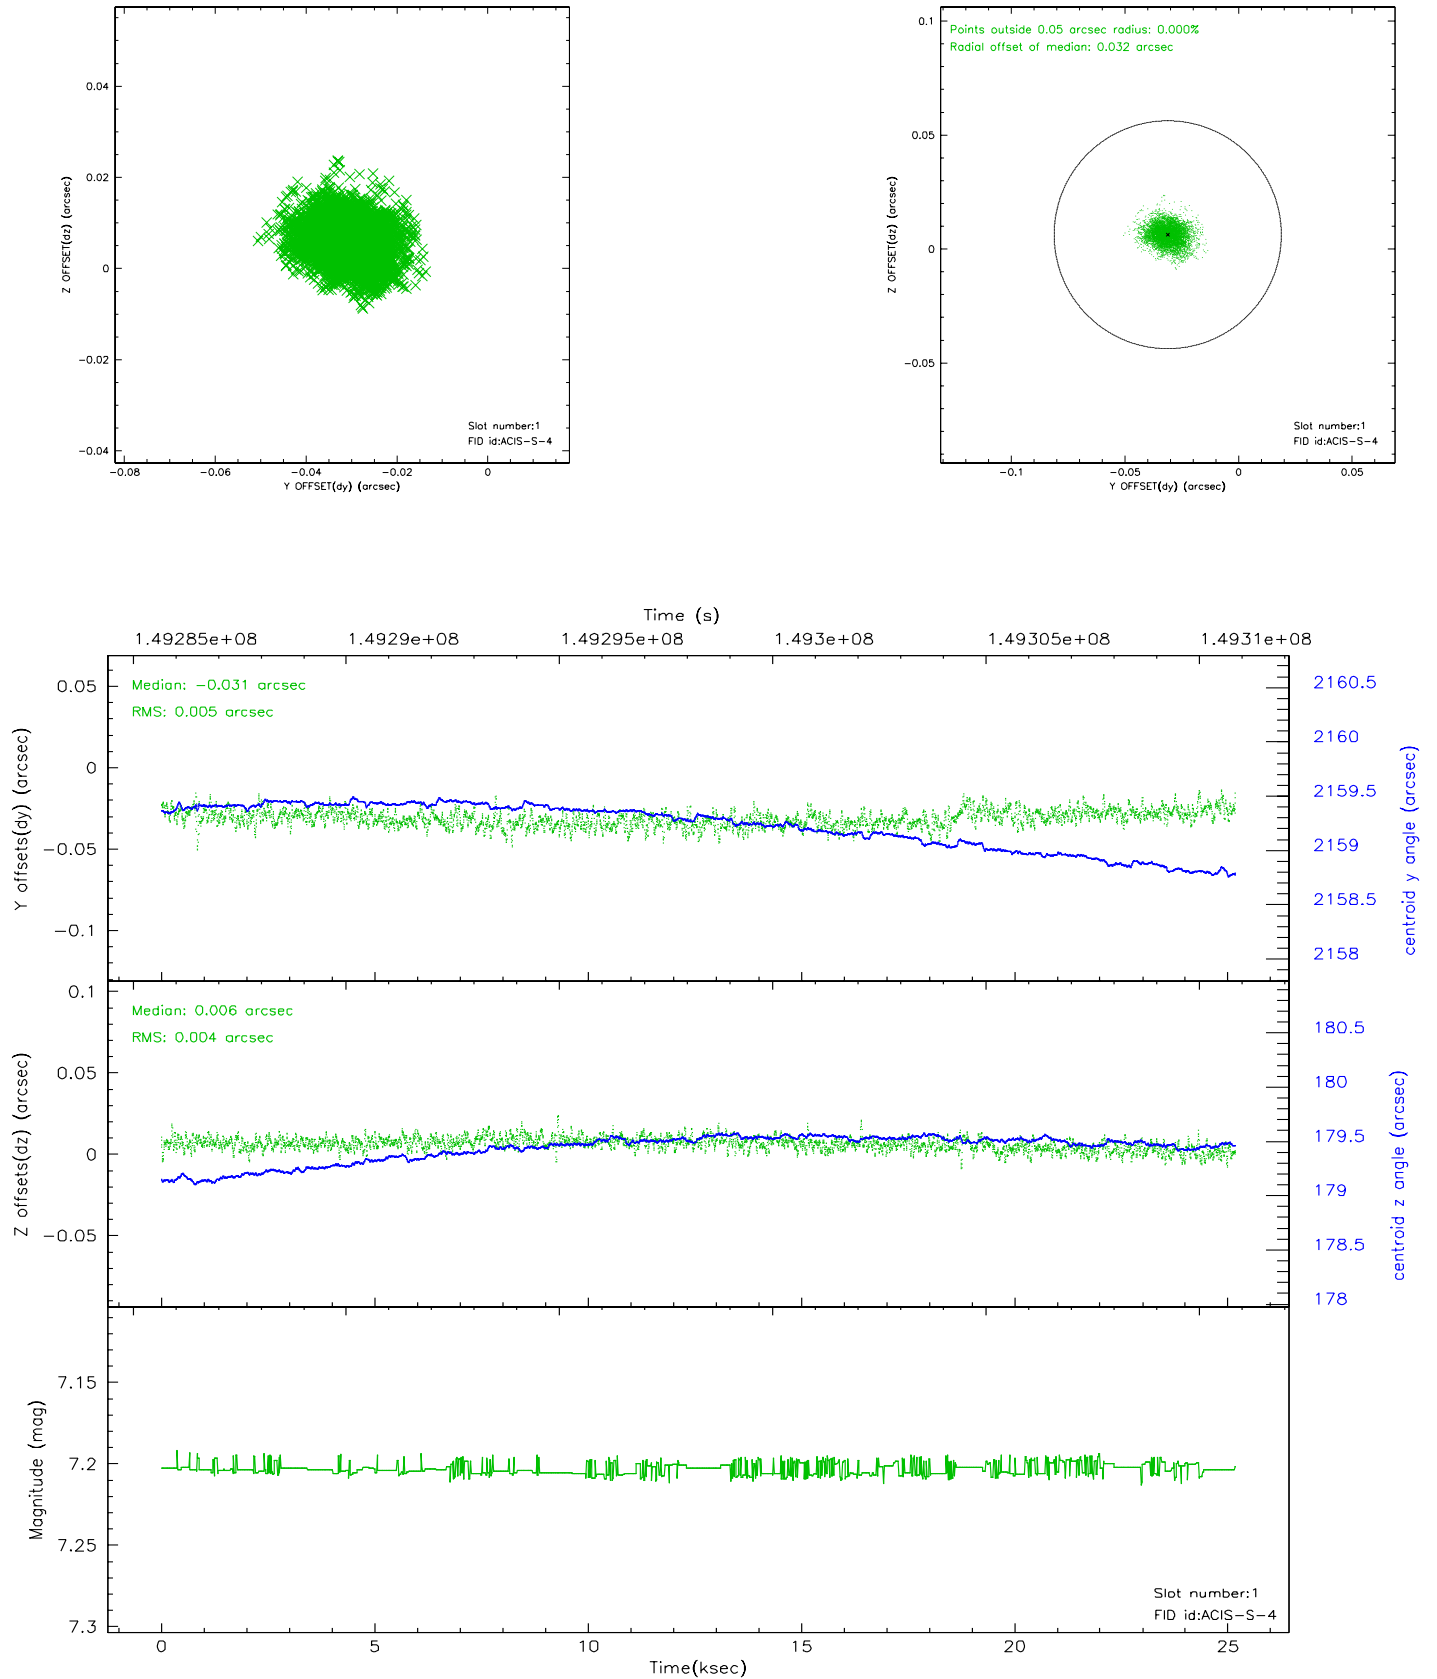 0.04
0.02
0
−0.02
−0.04
Z OFFSET(dz) (arcsec)
Slot number:1
FID id:ACIS−S−4
−0.08
−0.06
−0.04
−0.02
0
Y OFFSET(dy) (arcsec)
0.1
0.05
0
−0.05
Z OFFSET(dz) (arcsec)
Points outside 0.05 arcsec radius: 0.000%
Radial offset of median: 0.032 arcsec
Slot number:1
FID id:ACIS−S−4
−0.1
−0.05
0
0.05
Y OFFSET(dy) (arcsec)
Time (s)
1.49285e+08
1.4929e+08
1.49295e+08
1.493e+08
1.49305e+08
1.4931e+08
Median: −0.031 arcsec
RMS: 0.005 arcsec
0.05
0
−0.05
−0.1
Y offsets(dy) (arcsec)
2160.5
2160
2159.5
2159
2158.5
2158
centroid y angle (arcsec)
Median: 0.006 arcsec
RMS: 0.004 arcsec
0.1
0.05
0
−0.05
Z offsets(dz) (arcsec)
180.5
180
179.5
179
178.5
178
centroid z angle (arcsec)
7.15
7.2
7.25
7.3
Magnitude (mag)
Slot number:1
FID id:ACIS−S−4
0
5
10
15
20
25
Time(ksec)